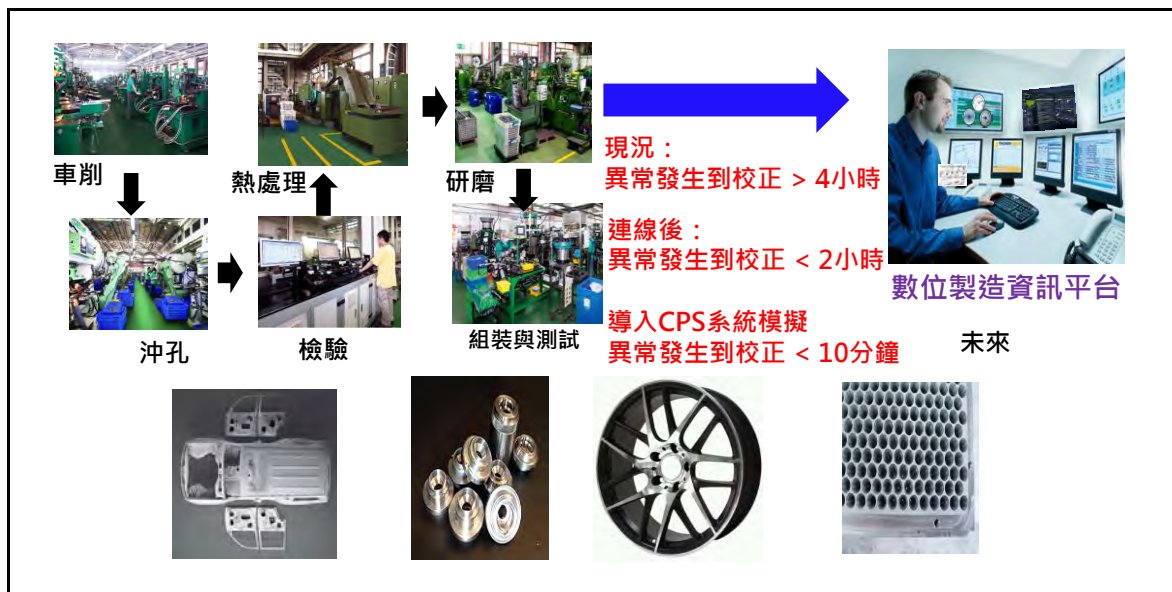 車削
熱處理
研磨
沖孔
檢驗
組裝與測試
現況：
異常發生到校正 > 4小時
連線後：
異常發生到校正 < 2小時
導入CPS系統模擬
異常發生到校正 < 10分鐘
數位製造資訊平台
未來